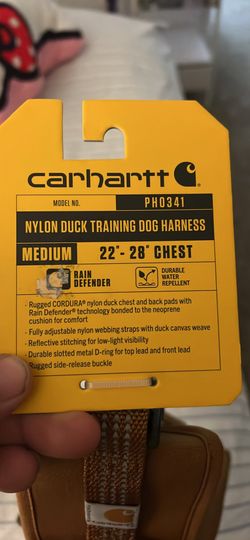 carhartt
MODEL NO. PH0341
NYLON DUCK TRAINING DOG HARNESS
MEDIUM 22"- 28" CHEST
RAIN DEFENDER
DURABLE WATER REPELLENT
• Rugged CORDURA® nylon duck chest and back pads with
Rain Defender® technology bonded to the neoprene
cushion for comfort
• Fully adjustable nylon webbing straps with duck canvas weave
• Reflective stitching for low-light visibility
• Durable slotted metal D-ring for top lead and front lead
• Rugged side-release buckle